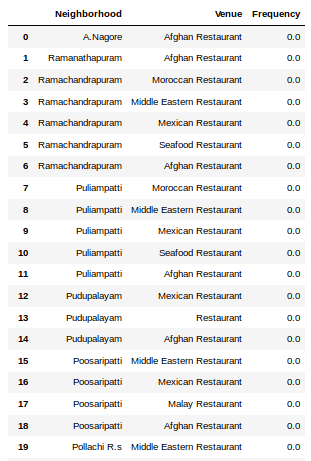 Neighborhood Venue Frequency
0 A.Nagore Afghan Restaurant 0.0
1 Ramanathapuram Afghan Restaurant 0.0
2 Ramachandrapuram Moroccan Restaurant 0.0
3 Ramachandrapuram Middle Eastern Restaurant 0.0
4 Ramachandrapuram Mexican Restaurant 0.0
5 Ramachandrapuram Seafood Restaurant 0.0
6 Ramachandrapuram Afghan Restaurant 0.0
7 Puliampatti Moroccan Restaurant 0.0
8 Puliampatti Middle Eastern Restaurant 0.0
9 Puliampatti Mexican Restaurant 0.0
10 Puliampatti Seafood Restaurant 0.0
11 Puliampatti Afghan Restaurant 0.0
12 Pudupalayam Mexican Restaurant 0.0
13 Pudupalayam Restaurant 0.0
14 Pudupalayam Afghan Restaurant 0.0
15 Poosaripatti Middle Eastern Restaurant 0.0
16 Poosaripatti Mexican Restaurant 0.0
17 Poosaripatti Malay Restaurant 0.0
18 Poosaripatti Afghan Restaurant 0.0
19 Pollachi R.s Middle Eastern Restaurant 0.0